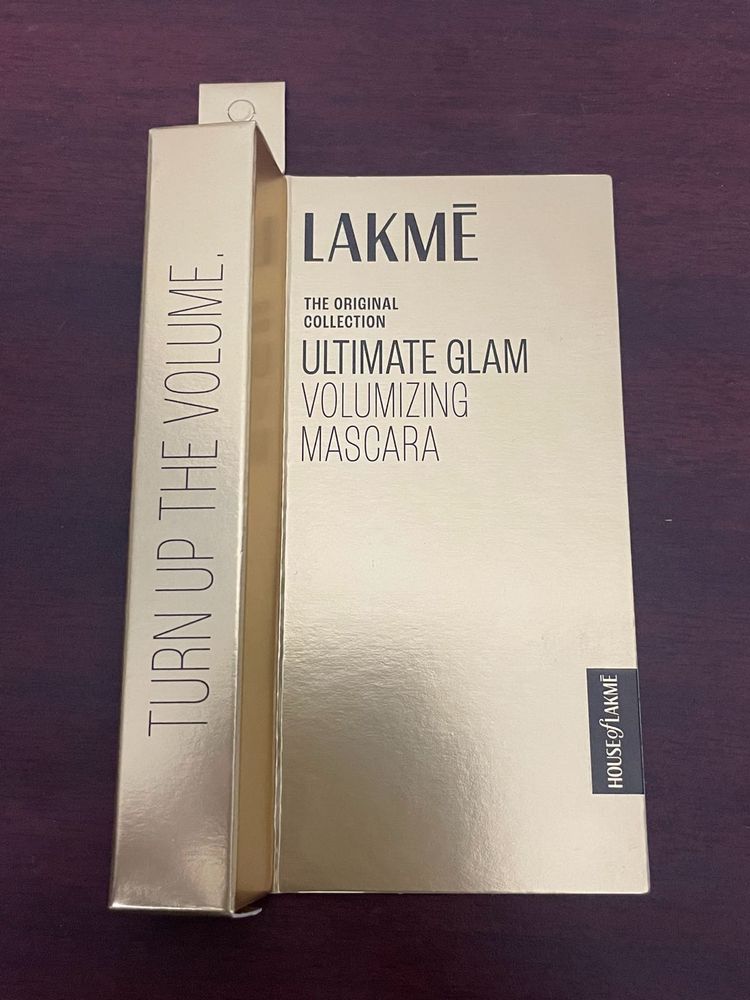 TURN UP THE VOLUME.
LAKMĒ
THE ORIGINAL
COLLECTION
ULTIMATE GLAM
VOLUMIZING
MASCARA
HOUSE of LAKMĒ